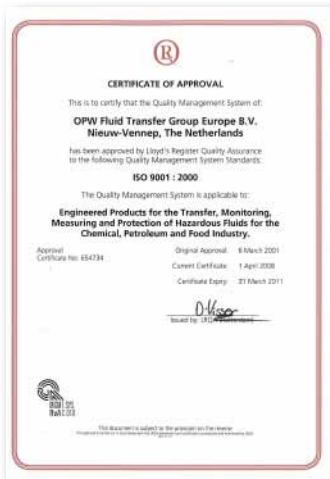 R
CERTIFICATE OF APPROVAL
This is to certify that the Quality Management System of:
OPW Fluid Transfer Group Europe B.V.
Nieuw-Vennep, The Netherlands
has been approved by Lloyd's Register Quality Assurance
to the following Quality Management System Standards:
ISO 9001 : 2000
The Quality Management System is applicable to:
Engineered Products for the Transfer, Monitoring,
Measuring and Protection of Hazardous Fluids for the
Chemical, Petroleum and Food Industry.
Approval
Certificate No: 654734
Original Approval: 6 March 2001
Current Certificate: 1 April 2008
Certificate Expiry: 31 March 2011
Issued by:
This document is subject to the provision on the reverse